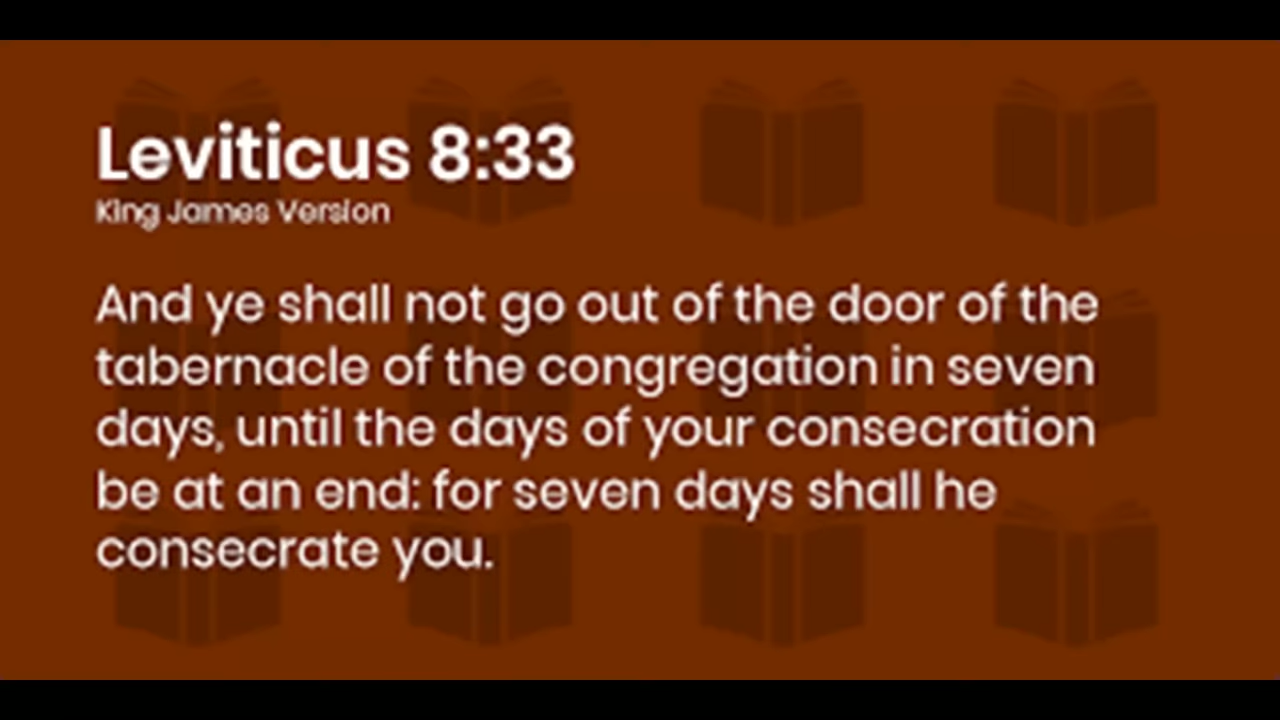 Leviticus 8:33
King James Version
And ye shall not go out of the door of the
tabernacle of the congregation in seven
days, until the days of your consecration
be at an end: for seven days shall he
consecrate you.